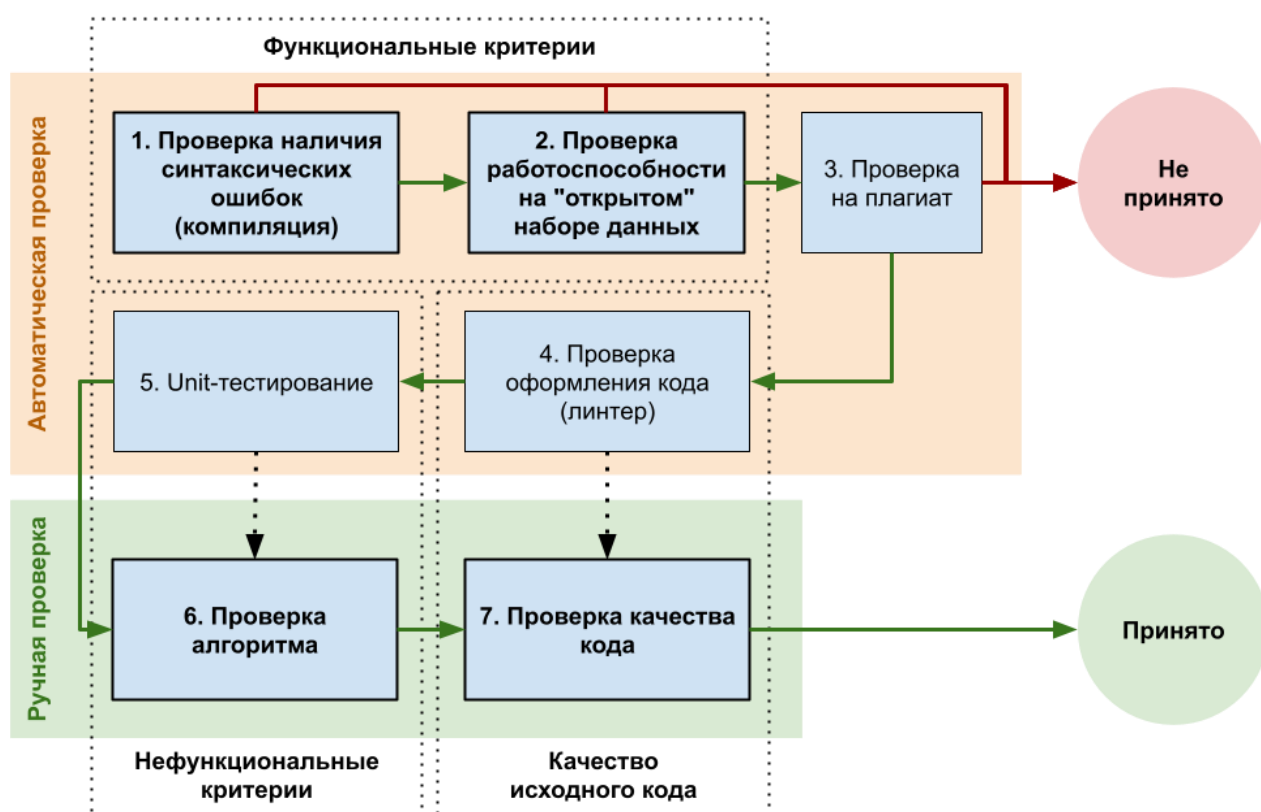 Функциональные критерии
Автоматическая проверка
1. Проверка наличия
синтаксических
ошибок
(компиляция)
2. Проверка
работоспособности
на "открытом"
наборе данных
3. Проверка
на плагиат
Не
принято
5. Unit-тестирование
4. Проверка
оформления кода
(линтер)
Ручная проверка
6. Проверка
алгоритма
7. Проверка качества
кода
Принято
Нефункциональные
критерии
Качество
исходного кода